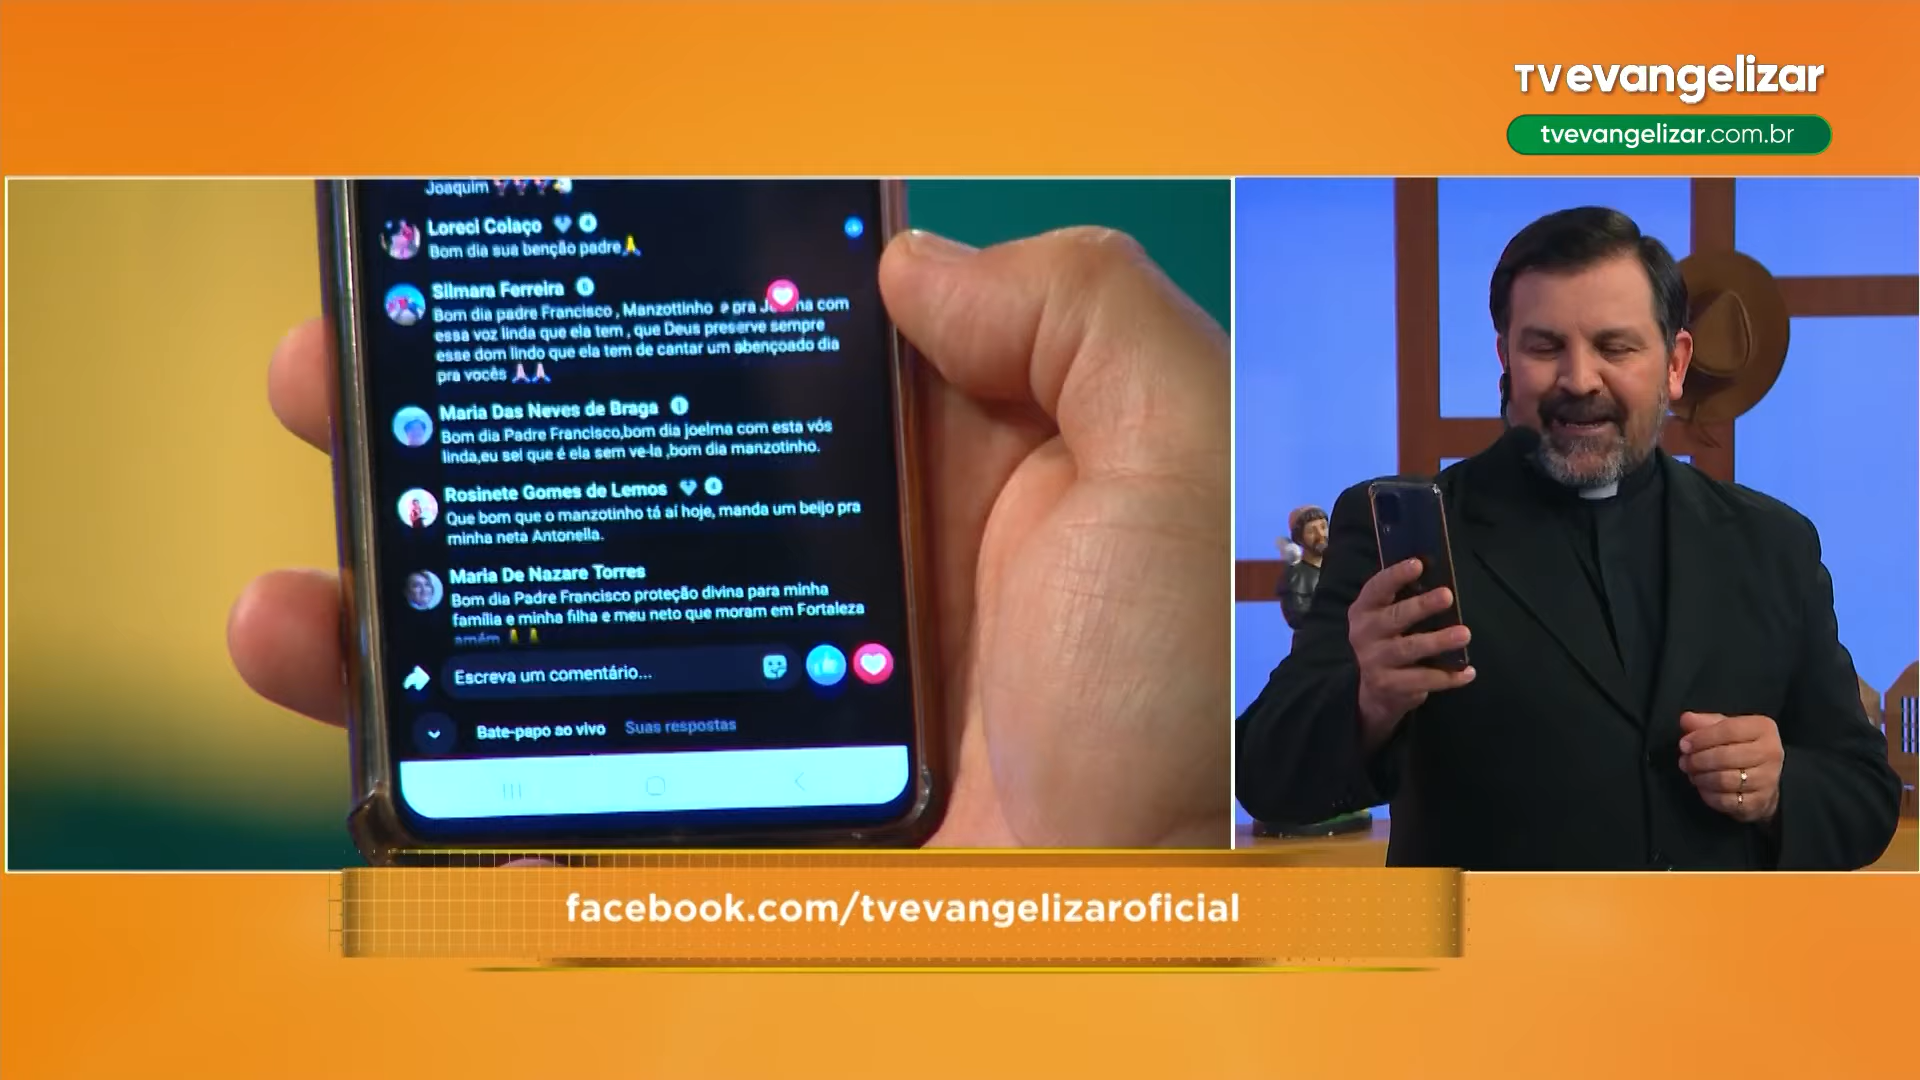 TVevangelizar
tvevangelizar.com.br
Joaquim
Loreci Colaço
Bom dia sua benção padre
Silmara Ferreira
Bom dia padre Francisco, Manzottinho e pra com
essa voz linda que ela tem, que Deus preserve sempre
esse dom lindo que ela tem de cantar um abençoado dia
pra vocês
Maria Das Neves de Braga
Bom dia Padre Francisco,bom dia joelma com esta vós
linda,eu sei que é ela sem ve-la ,bom dia manzotinho.
Rosinete Gomes de Lemos
Que bom que o manzotinho tá aí hoje, manda um beijo pra
minha neta Antonella.
Maria De Nazare Torres
Bom dia Padre Francisco proteção divina para minha
família e minha filha e meu neto que moram em Fortaleza
amém
Escreva um comentário...
Bate-papo ao vivo Suas respostas
facebook.com/tvevangelizaroficial